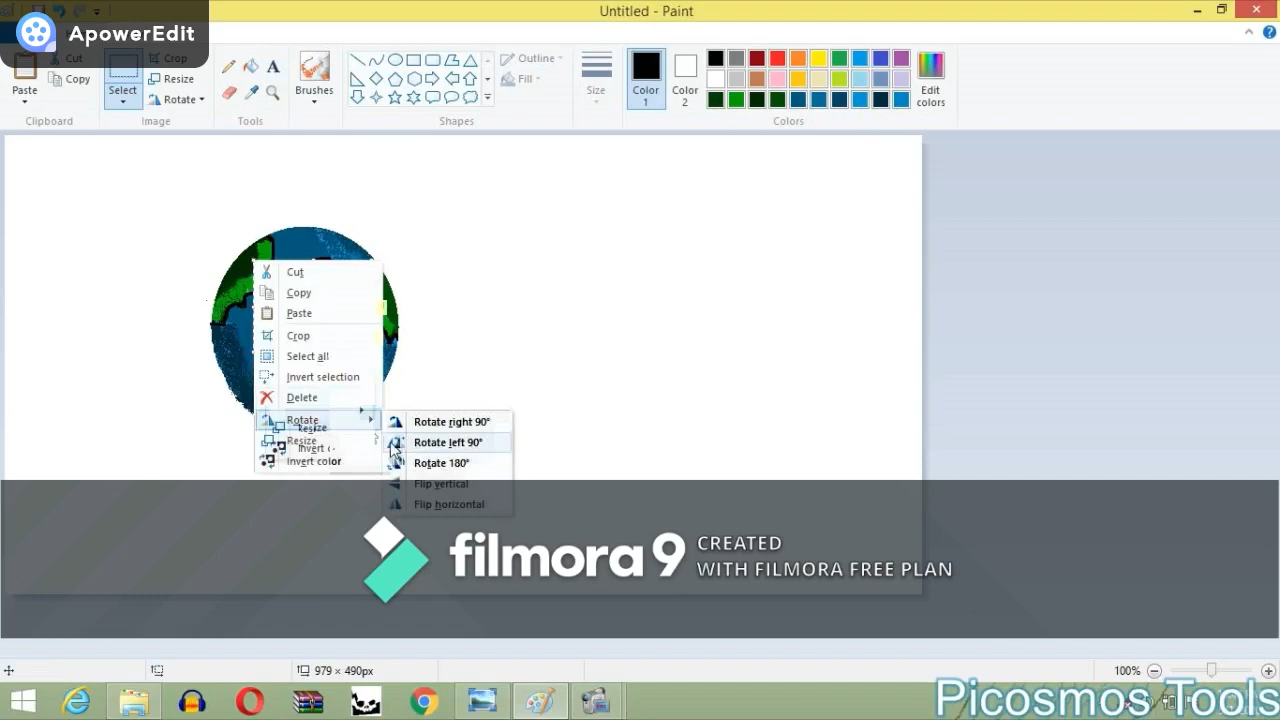 Untitled - Paint
ApowerEdit
Cut
Copy
Paste
Clipboard
Select
Crop
Resize
Rotate
Image
Tools
Brushes
Shapes
Outline
Fill
Size
Color 1
Color 2
Colors
Edit colors
Cut
Copy
Paste
Crop
Select all
Invert selection
Delete
Rotate
Resize
Resize
Invert c
Invert color
Rotate right 90°
Rotate left 90°
Rotate 180°
Flip vertical
Flip horizontal
filmora9
CREATED
WITH FILMORA FREE PLAN
979 × 490px
100%
Picosmos Tools